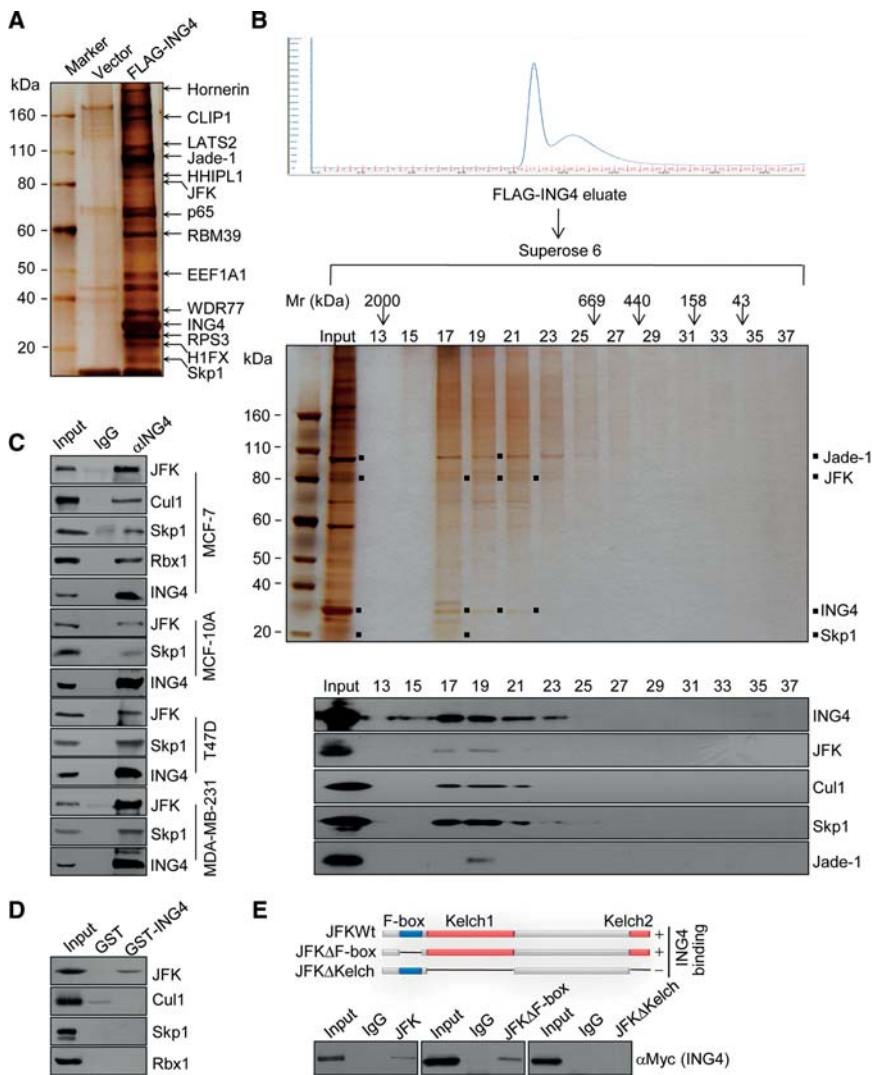 A
Marker
Vector
FLAG-ING4
kDa
160
110
80
60
50
40
20
Hornerin
CLIP1
LATS2
Jade-1
HHIPL1
JFK
p65
RBM39
EEF1A1
WDR77
ING4
RPS3
H1FX
Skp1
B
FLAG-ING4 eluate
Superose 6
Mr (kDa) 2000 669 440 158 43
Input 13 15 17 19 21 23 25 27 29 31 33 35 37
kDa
160
110
80
60
50
40
20
Jade-1
JFK
ING4
Skp1
Input 13 15 17 19 21 23 25 27 29 31 33 35 37
ING4
JFK
Cul1
Skp1
Jade-1
C
Input
IgG
αING4
JFK
Cul1
Skp1
Rbx1
ING4
MCF-7
JFK
Skp1
ING4
MCF-10A
JFK
Skp1
ING4
T47D
JFK
Skp1
ING4
MDA-MB-231
D
Input
GST
GST-ING4
JFK
Cul1
Skp1
Rbx1
E
F-box Kelch1 Kelch2
JFKWt +
JFKΔF-box +
JFKΔKelch −
ING4
binding
Input
IgG
JFK
Input
IgG
JFKΔF-box
Input
IgG
JFKΔKelch
αMyc (ING4)